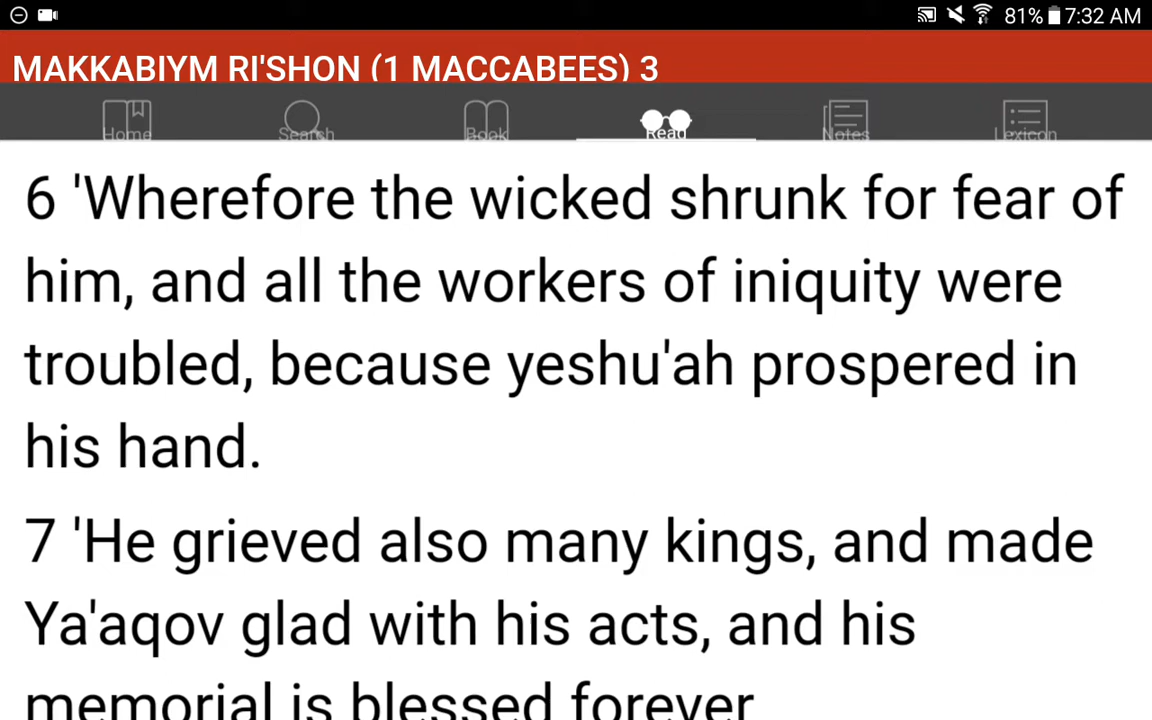 81% 7:32 AM
MAKKABIYM RI'SHON (1 MACCABEES) 3
Home Search Book Read Notes Lexicon
6 'Wherefore the wicked shrunk for fear of
him, and all the workers of iniquity were
troubled, because yeshu'ah prospered in
his hand.
7 'He grieved also many kings, and made
Ya'aqov glad with his acts, and his
memorial is blessed forever